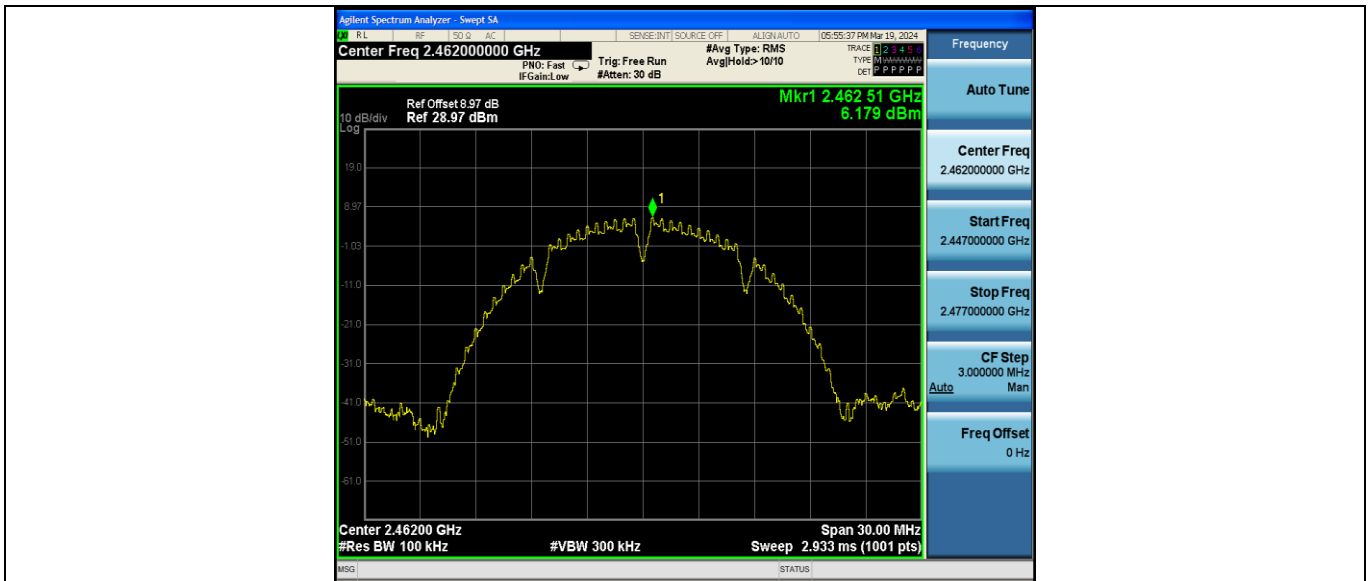 Agilent Spectrum Analyzer - Swept SA
RL RF 50 Ω AC SENSE:INT SOURCE OFF ALIGN AUTO 05:55:37 PM Mar 19, 2024
Center Freq 2.462000000 GHz
PNO: Fast
IFGain:Low
Trig: Free Run
#Atten: 30 dB
#Avg Type: RMS
Avg|Hold:> 10/10
TRACE 1 2 3 4 5 6
TYPE M
DET P P P P P P
Mkr1 2.462 51 GHz
6.179 dBm
Ref Offset 8.97 dB
10 dB/div Ref 28.97 dBm
Log
19.0
8.97
-1.03
-11.0
-21.0
-31.0
-41.0
-51.0
-61.0
1
Center 2.46200 GHz Span 30.00 MHz
#Res BW 100 kHz #VBW 300 kHz Sweep 2.933 ms (1001 pts)
MSG STATUS
Frequency
Auto Tune
Center Freq
2.462000000 GHz
Start Freq
2.447000000 GHz
Stop Freq
2.477000000 GHz
CF Step
3.000000 MHz
Auto Man
Freq Offset
0 Hz